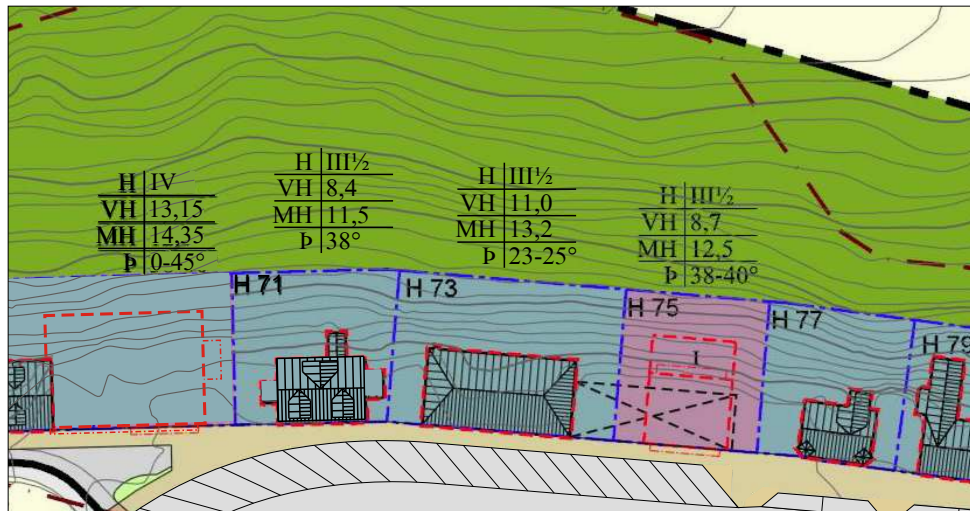 H IV
VH 13,15
MH 14,35
Þ 0-45°
H III½
VH 8,4
MH 11,5
Þ 38°
H III½
VH 11,0
MH 13,2
Þ 23-25°
H III½
VH 8,7
MH 12,5
Þ 38-40°
H 71
H 73
H 75
H 77
H 79
I